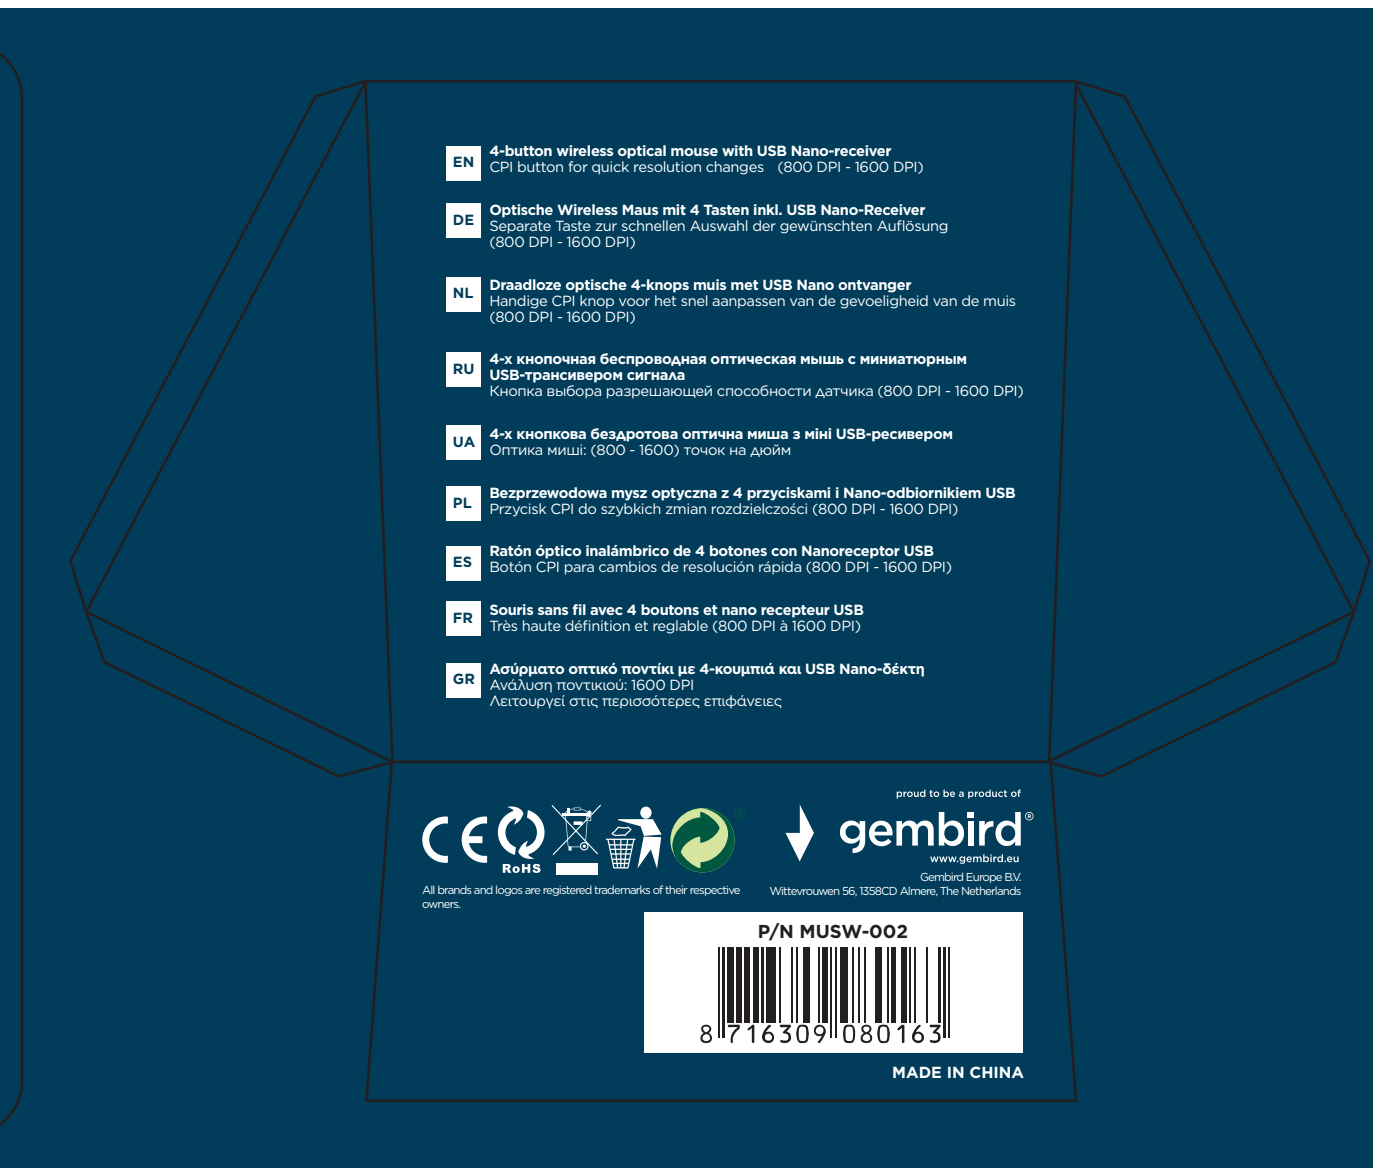 EN
4-button wireless optical mouse with USB Nano-receiver
CPI button for quick resolution changes (800 DPI - 1600 DPI)
DE
Optische Wireless Maus mit 4 Tasten inkl. USB Nano-Receiver
Separate Taste zur schnellen Auswahl der gewünschten Auflösung
(800 DPI - 1600 DPI)
NL
Draadloze optische 4-knops muis met USB Nano ontvanger
Handige CPI knop voor het snel aanpassen van de gevoeligheid van de muis
(800 DPI - 1600 DPI)
RU
4-х кнопочная беспроводная оптическая мышь с миниатюрным
USB-трансивером сигнала
Кнопка выбора разрешающей способности датчика (800 DPI - 1600 DPI)
UA
4-х кнопкова бездротова оптична миша з міні USB-ресивером
Оптика миші: (800 - 1600) точок на дюйм
PL
Bezprzewodowa mysz optyczna z 4 przyciskami i Nano-odbiornikiem USB
Przycisk CPI do szybkich zmian rozdzielczości (800 DPI - 1600 DPI)
ES
Ratón óptico inalámbrico de 4 botones con Nanoreceptor USB
Botón CPI para cambios de resolución rápida (800 DPI - 1600 DPI)
FR
Souris sans fil avec 4 boutons et nano recepteur USB
Très haute définition et reglable (800 DPI à 1600 DPI)
GR
Ασύρματο οπτικό ποντίκι με 4-κουμπιά και USB Nano-δέκτη
Ανάλυση ποντικιού: 1600 DPI
Λειτουργεί στις περισσότερες επιφάνειες
CE
RoHS
®
All brands and logos are registered trademarks of their respective
owners.
proud to be a product of
gembird®
www.gembird.eu
Gembird Europe B.V.
Wittevrouwen 56, 1358CD Almere, The Netherlands
P/N MUSW-002
8 716309 080163
MADE IN CHINA